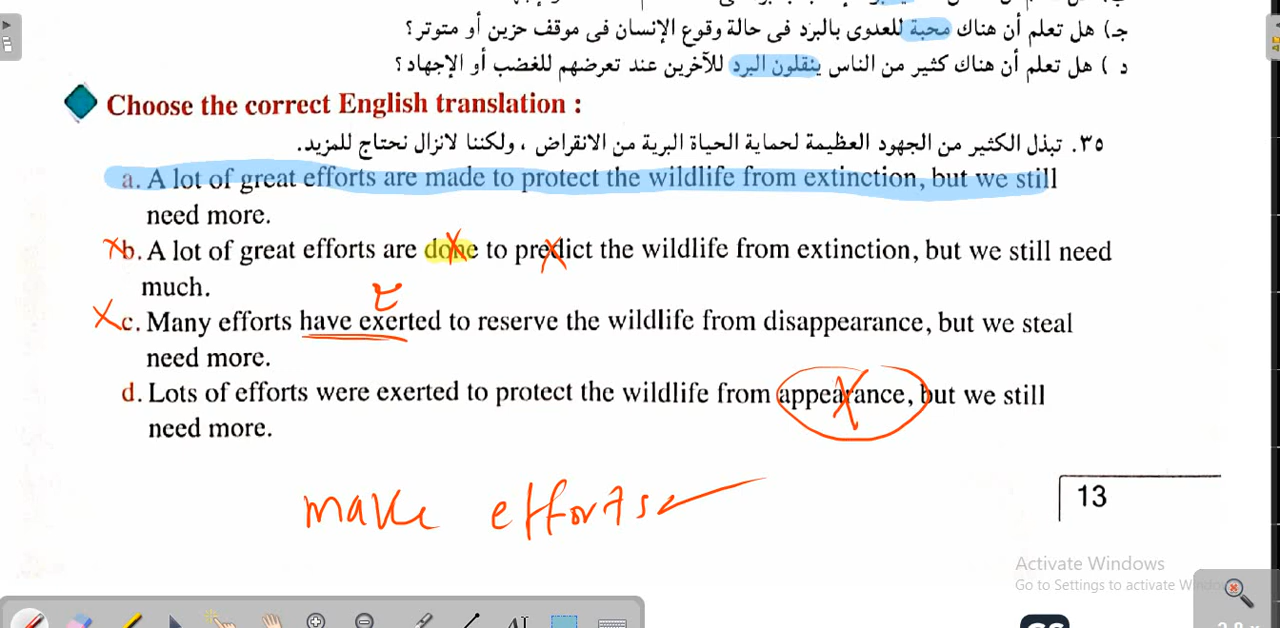 جـ) هل تعلم أن هناك محبة للعدوى بالبرد فى حالة وقوع الإنسان فى موقف حزين أو متوتر؟
د ) هل تعلم أن هناك كثير من الناس ينقلون البرد للآخرين عند تعرضهم للغضب أو الإجهاد؟
Choose the correct English translation :
٣٥. تبذل الكثير من الجهود العظيمة لحماية الحياة البرية من الانقراض ، ولكننا لانزال نحتاج للمزيد.
a. A lot of great efforts are made to protect the wildlife from extinction, but we still
need more.
b. A lot of great efforts are done to predict the wildlife from extinction, but we still need
much.
c. Many efforts have exerted to reserve the wildlife from disappearance, but we steal
need more.
d. Lots of efforts were exerted to protect the wildlife from appearance, but we still
need more.
make efforts
13
Activate Windows
Go to Settings to activate